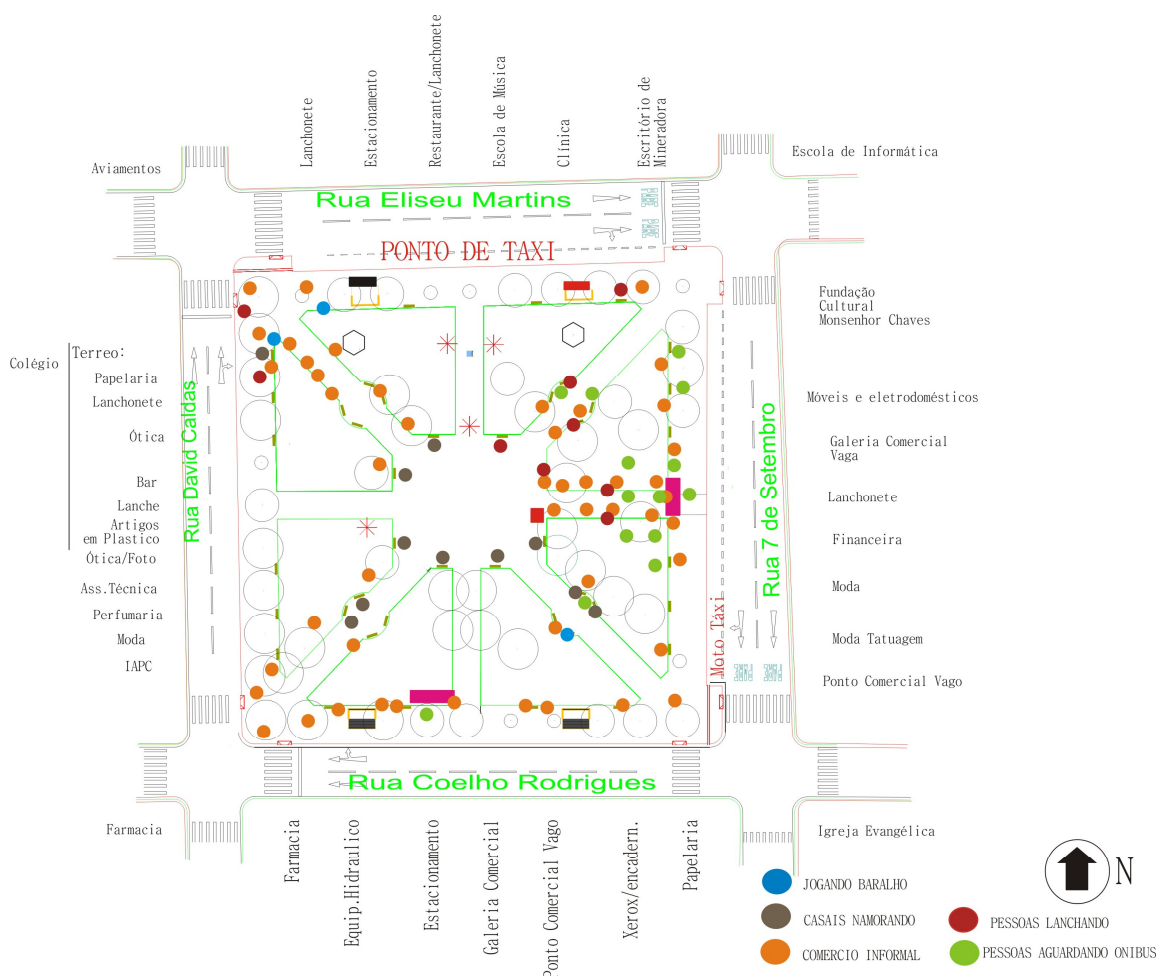 Lanchonete
Estacionamento
Restaurante/Lanchonete
Escola de Música
Clínica
Escritório de
Mineradora
Aviamentos
Escola de Informática
Rua Eliseu Martins
PONTO DE TAXI
Fundação
Cultural
Monsenhor Chaves
Colégio
Terreo:
Papelaria
Lanchonete
Ótica
Bar
Lanche
Artigos
em Plastico
Ótica/Foto
Ass.Técnica
Perfumaria
Moda
IAPC
Rua David Caldas
Rua 7 de Setembro
Moto Táxi
Móveis e eletrodomésticos
Galeria Comercial
Vaga
Lanchonete
Financeira
Moda
Moda Tatuagem
Ponto Comercial Vago
Rua Coelho Rodrigues
Farmacia
Igreja Evangélica
Farmacia
Equip.Hidraulico
Estacionamento
Galeria Comercial
Ponto Comercial Vago
Xerox/encadern.
Papelaria
N
JOGANDO BARALHO
CASAIS NAMORANDO
COMERCIO INFORMAL
PESSOAS LANCHANDO
PESSOAS AGUARDANDO ONIBUS